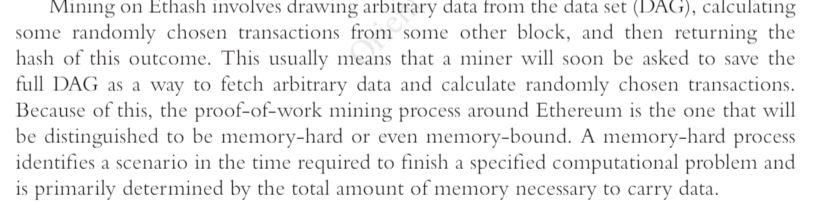 Mining on Ethash involves drawing arbitrary data from the data set (DAG), calculating
some randomly chosen transactions from some other block, and then returning the
hash of this outcome. This usually means that a miner will soon be asked to save the
full DAG as a way to fetch arbitrary data and calculate randomly chosen transactions.
Because of this, the proof-of-work mining process around Ethereum is the one that will
be distinguished to be memory-hard or even memory-bound. A memory-hard process
identifies a scenario in the time required to finish a specified computational problem and
is primarily determined by the total amount of memory necessary to carry data.